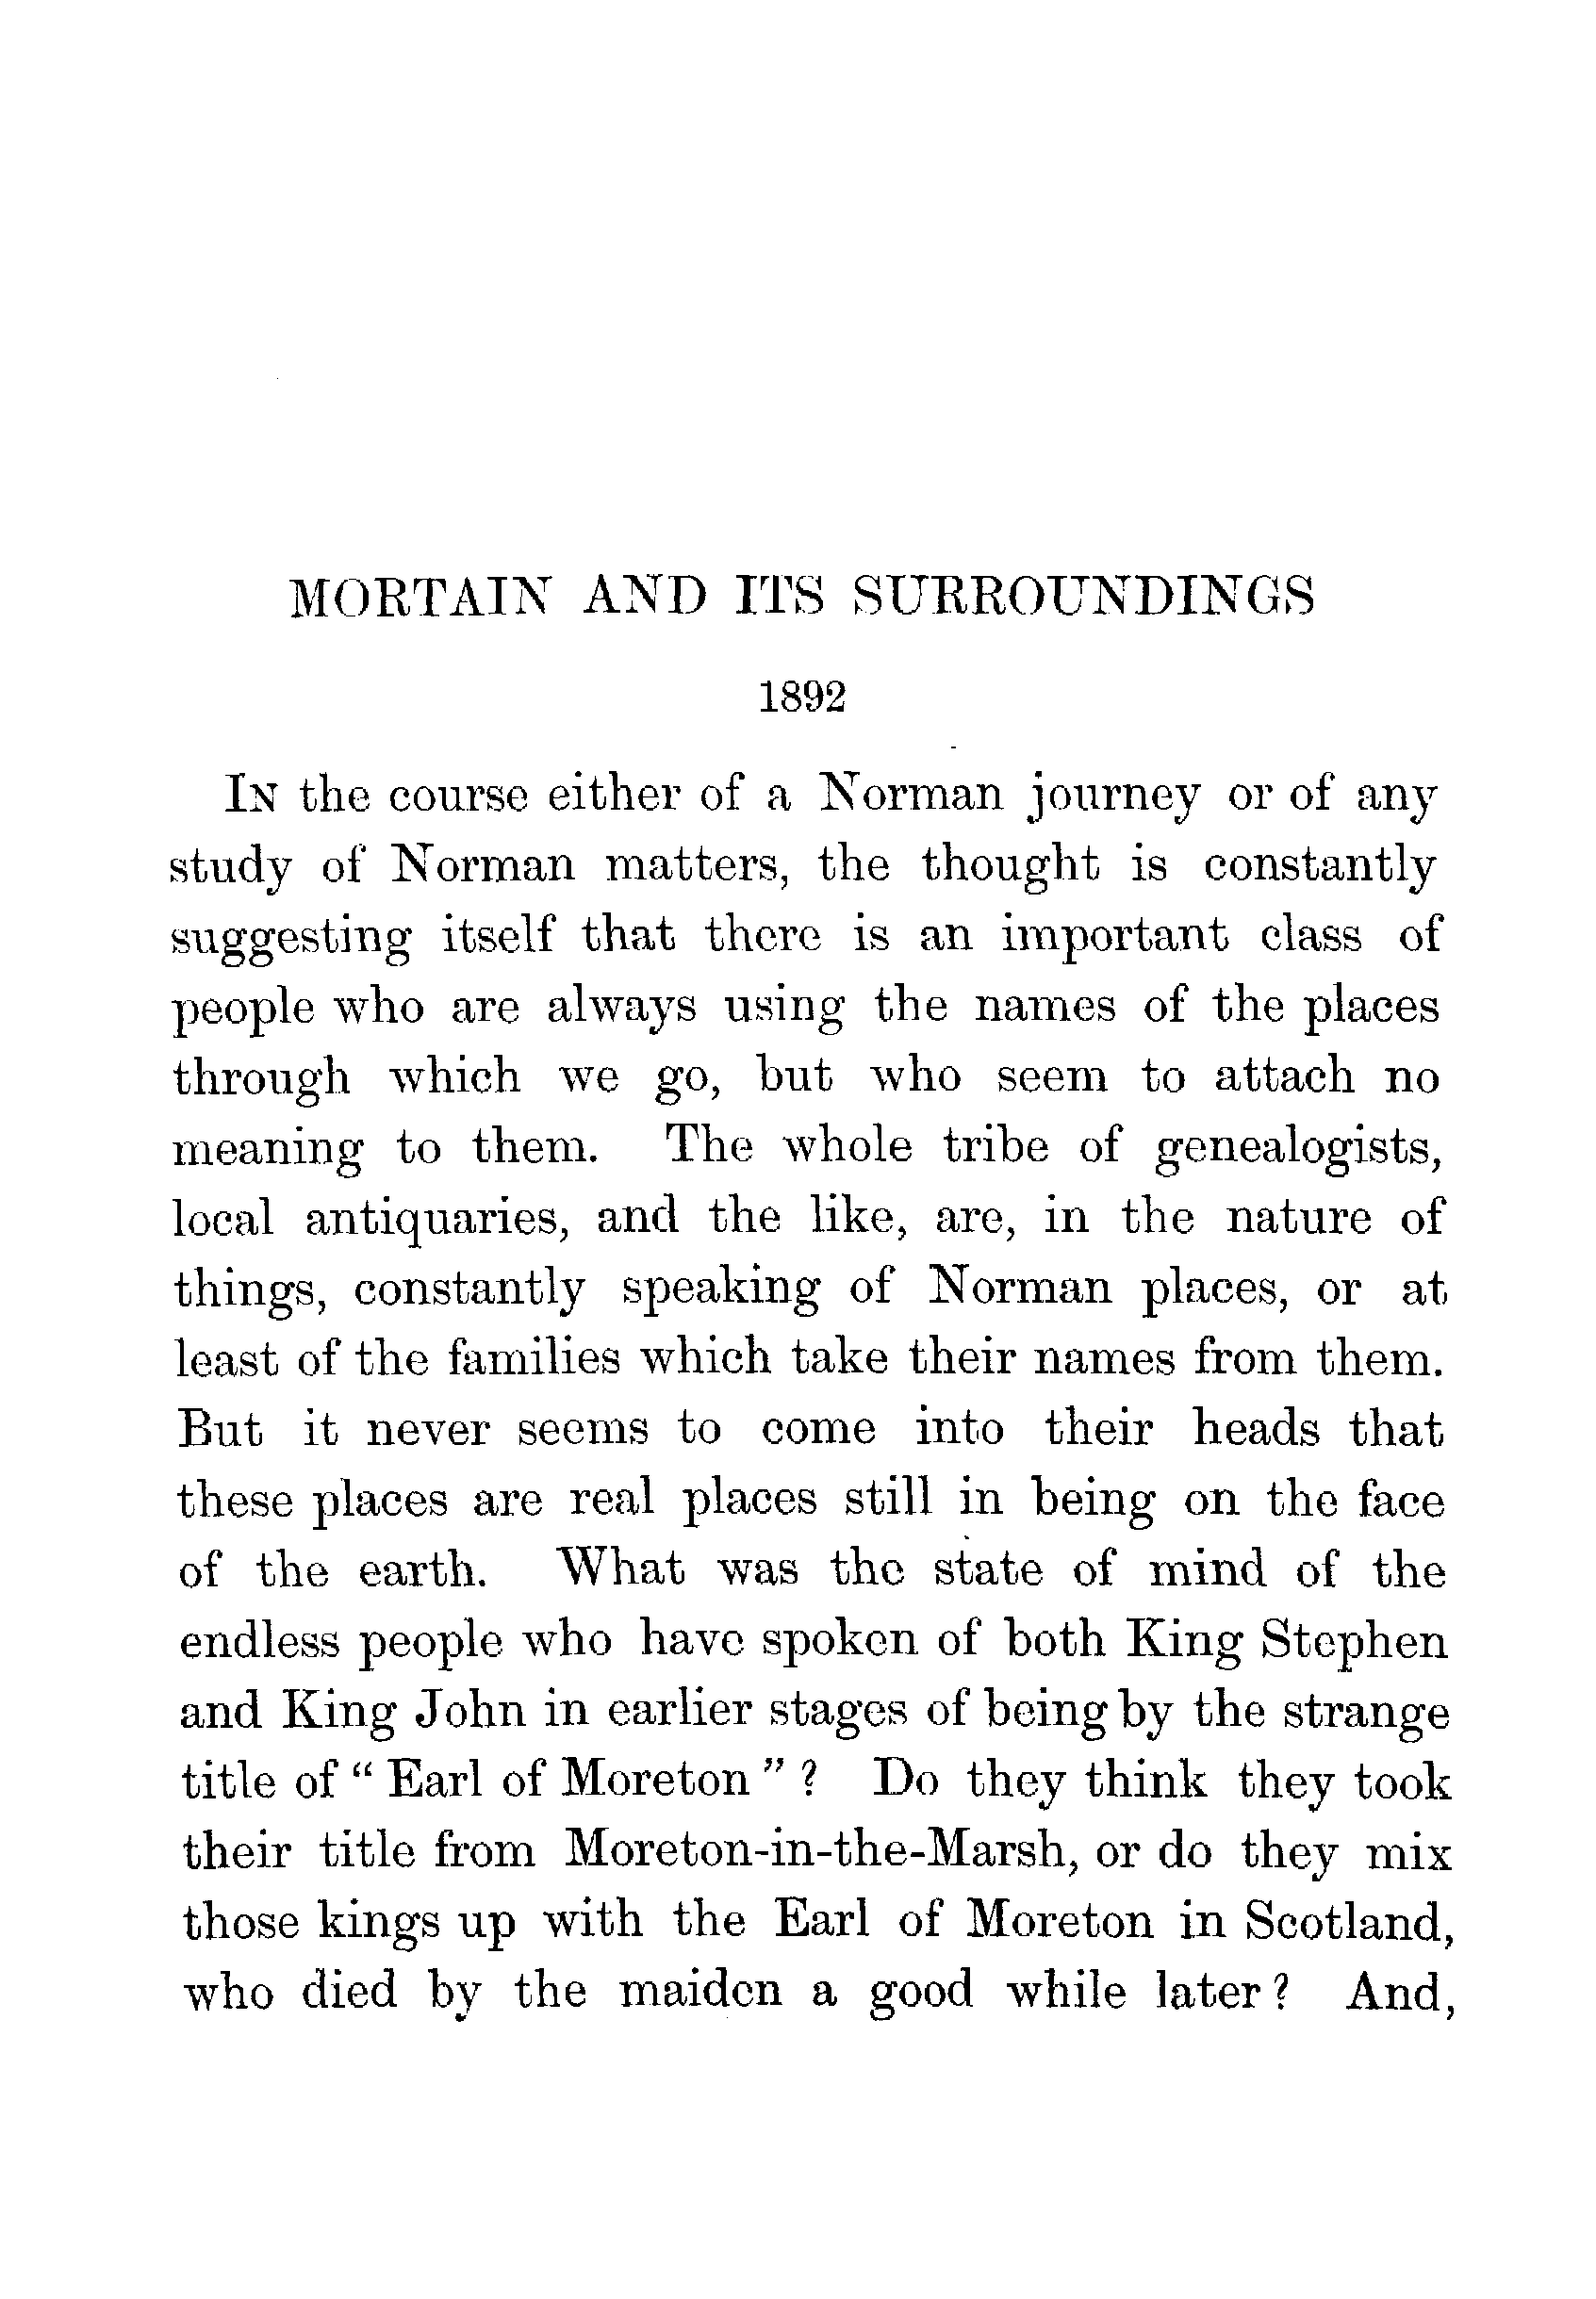 MORTAIN AND ITS SURROUNDINGS
1892
IN the course either of a Norman journey or of any
study of Norman matters, the thought is constantly
suggesting itself that there is an important class of
people who are always using the names of the places
through which we go, but who seem to attach no
meaning to them. The whole tribe of genealogists,
local antiquaries, and the like, are, in the nature of
things, constantly speaking of Norman places, or at
least of the families which take their names from them.
But it never seems to come into their heads that
these places are real places still in being on the face
of the earth. What was the state of mind of the
endless people who have spoken of both King Stephen
and King John in earlier stages of being by the strange
title of “ Earl of Moreton ” ? Do they think they took
their title from Moreton-in-the-Marsh, or do they mix
those kings up with the Earl of Moreton in Scotland,
who died by the maiden a good while later ? And,